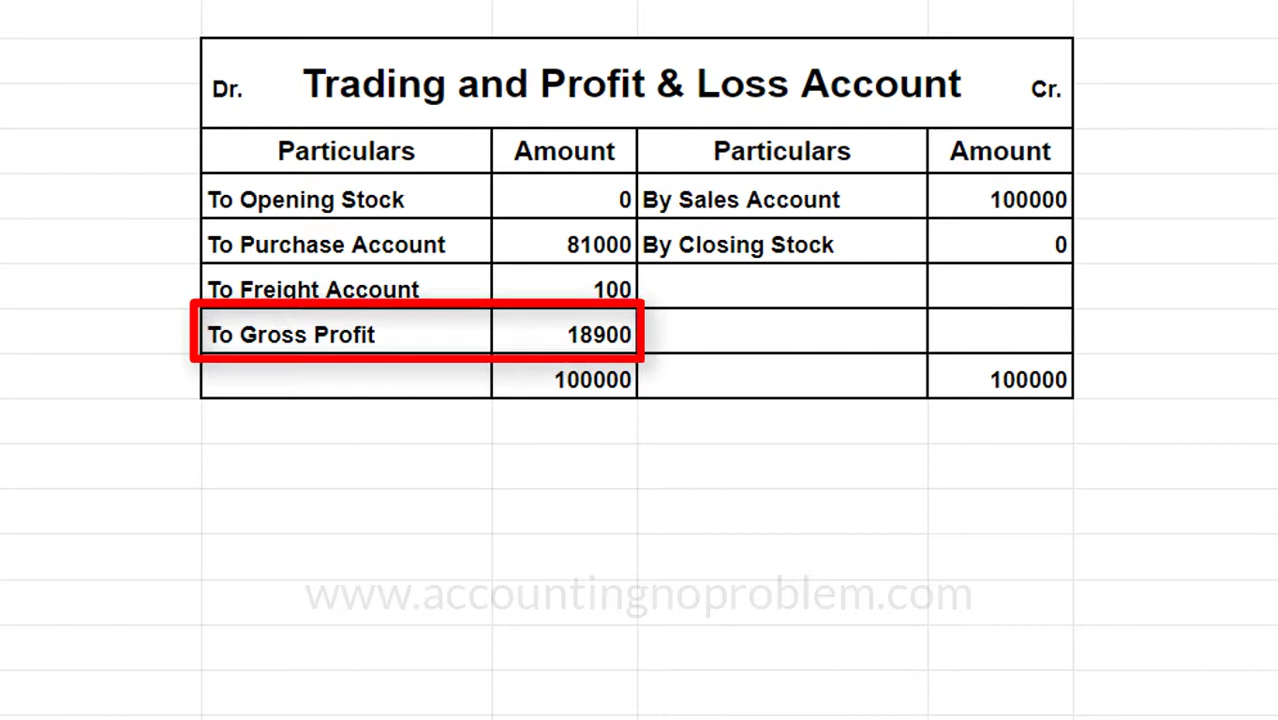 Dr. Trading and Profit & Loss Account Cr.
Particulars Amount Particulars Amount
To Opening Stock 0 By Sales Account 100000
To Purchase Account 81000 By Closing Stock 0
To Freight Account 100
To Gross Profit 18900
100000 100000
www.accountingnoproblem.com